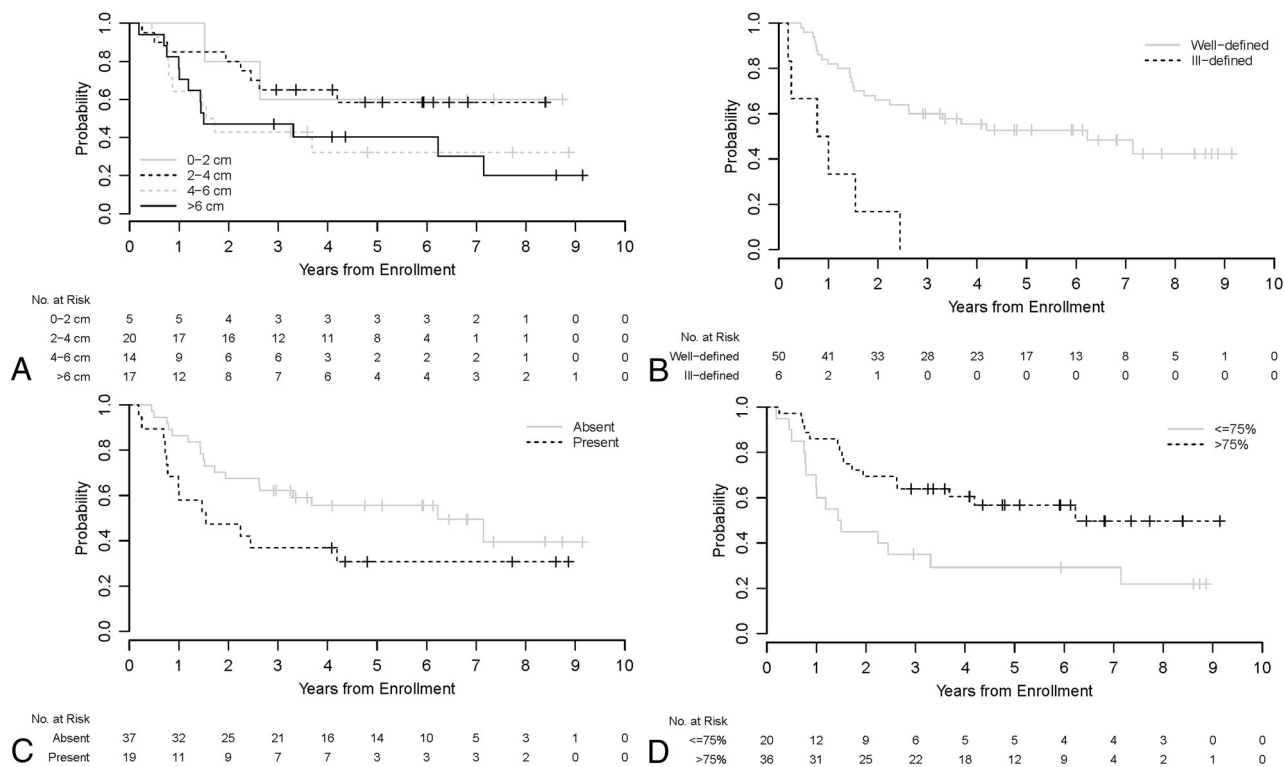 1.0
0.8
0.6
0.4
0.2
0.0
Probability
0−2 cm
2−4 cm
4−6 cm
>6 cm
0 1 2 3 4 5 6 7 8 9 10
Years from Enrollment
No. at Risk
0−2 cm 5 5 4 3 3 3 3 2 1 0 0
2−4 cm 20 17 16 12 11 8 4 1 1 0 0
4−6 cm 14 9 6 6 3 2 2 2 1 0 0
>6 cm 17 12 8 7 6 4 4 3 2 1 0
A
1.0
0.8
0.6
0.4
0.2
0.0
Probability
Well−defined
Ill−defined
0 1 2 3 4 5 6 7 8 9 10
Years from Enrollment
No. at Risk
Well−defined 50 41 33 28 23 17 13 8 5 1 0
Ill−defined 6 2 1 0 0 0 0 0 0 0 0
B
1.0
0.8
0.6
0.4
0.2
0.0
Probability
Absent
Present
0 1 2 3 4 5 6 7 8 9 10
Years from Enrollment
No. at Risk
Absent 37 32 25 21 16 14 10 5 3 1 0
Present 19 11 9 7 7 3 3 3 2 0 0
C
1.0
0.8
0.6
0.4
0.2
0.0
Probability
<=75%
>75%
0 1 2 3 4 5 6 7 8 9 10
Years from Enrollment
No. at Risk
<=75% 20 12 9 6 5 5 4 4 3 0 0
>75% 36 31 25 22 18 12 9 4 2 1 0
D